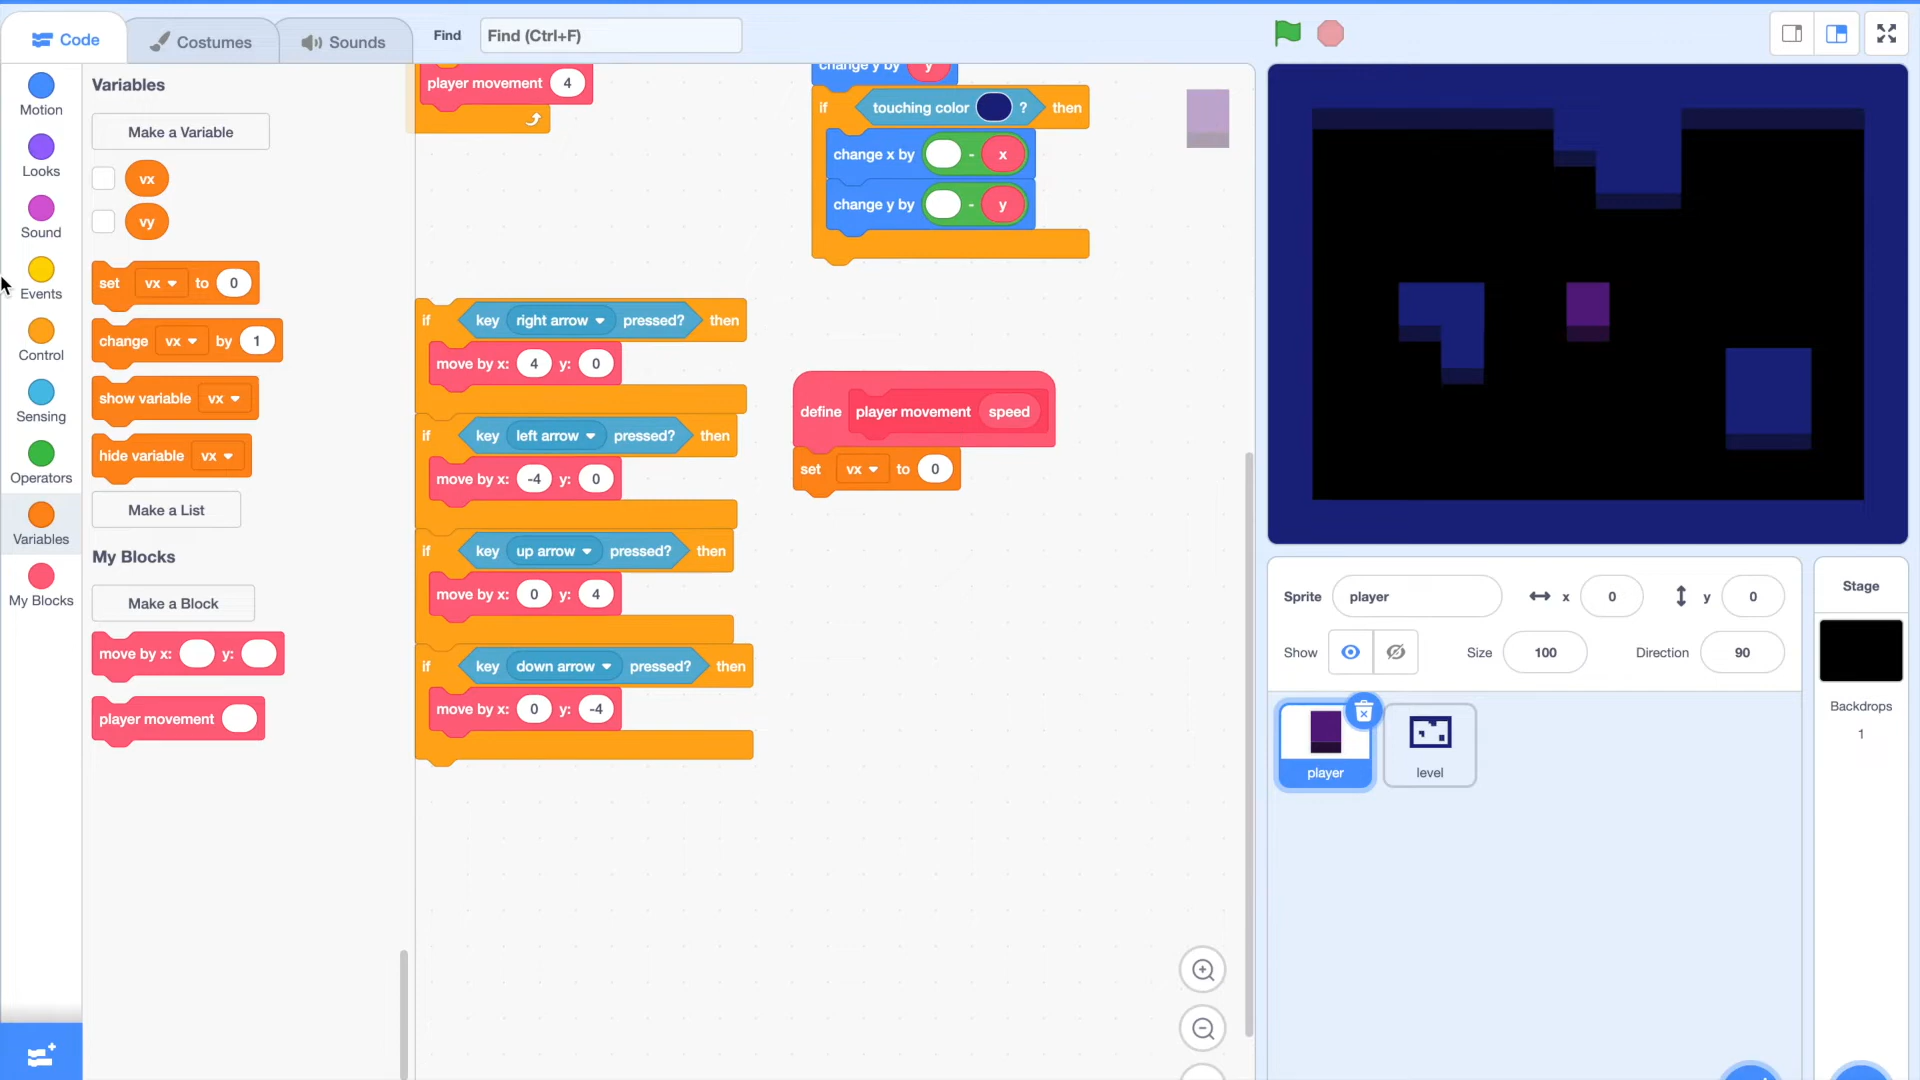 Code
Costumes
Sounds
Find
Find (Ctrl+F)
Motion
Looks
Sound
Events
Control
Sensing
Operators
Variables
My Blocks
Variables
Make a Variable
vx
vy
set vx to 0
change vx by 1
show variable vx
hide variable vx
Make a List
My Blocks
Make a Block
move by x: y:
player movement
player movement 4
change y by y
if touching color ? then
change x by - x
change y by - y
if key right arrow pressed? then
move by x: 4 y: 0
if key left arrow pressed? then
move by x: -4 y: 0
if key up arrow pressed? then
move by x: 0 y: 4
if key down arrow pressed? then
move by x: 0 y: -4
define player movement speed
set vx to 0
Sprite player x 0 y 0
Show Size 100 Direction 90
player
level
Stage
Backdrops
1